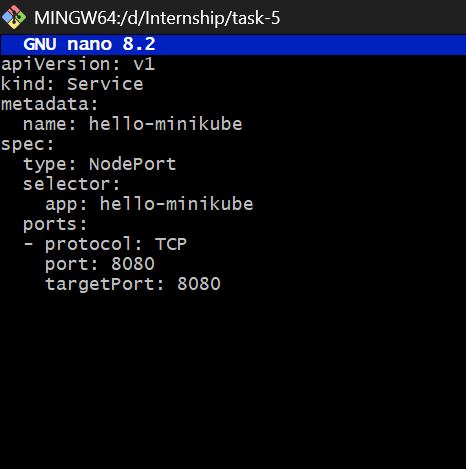 MINGW64:/d/Internship/task-5
GNU nano 8.2
apiVersion: v1
kind: Service
metadata:
  name: hello-minikube
spec:
  type: NodePort
  selector:
    app: hello-minikube
  ports:
  - protocol: TCP
    port: 8080
    targetPort: 8080